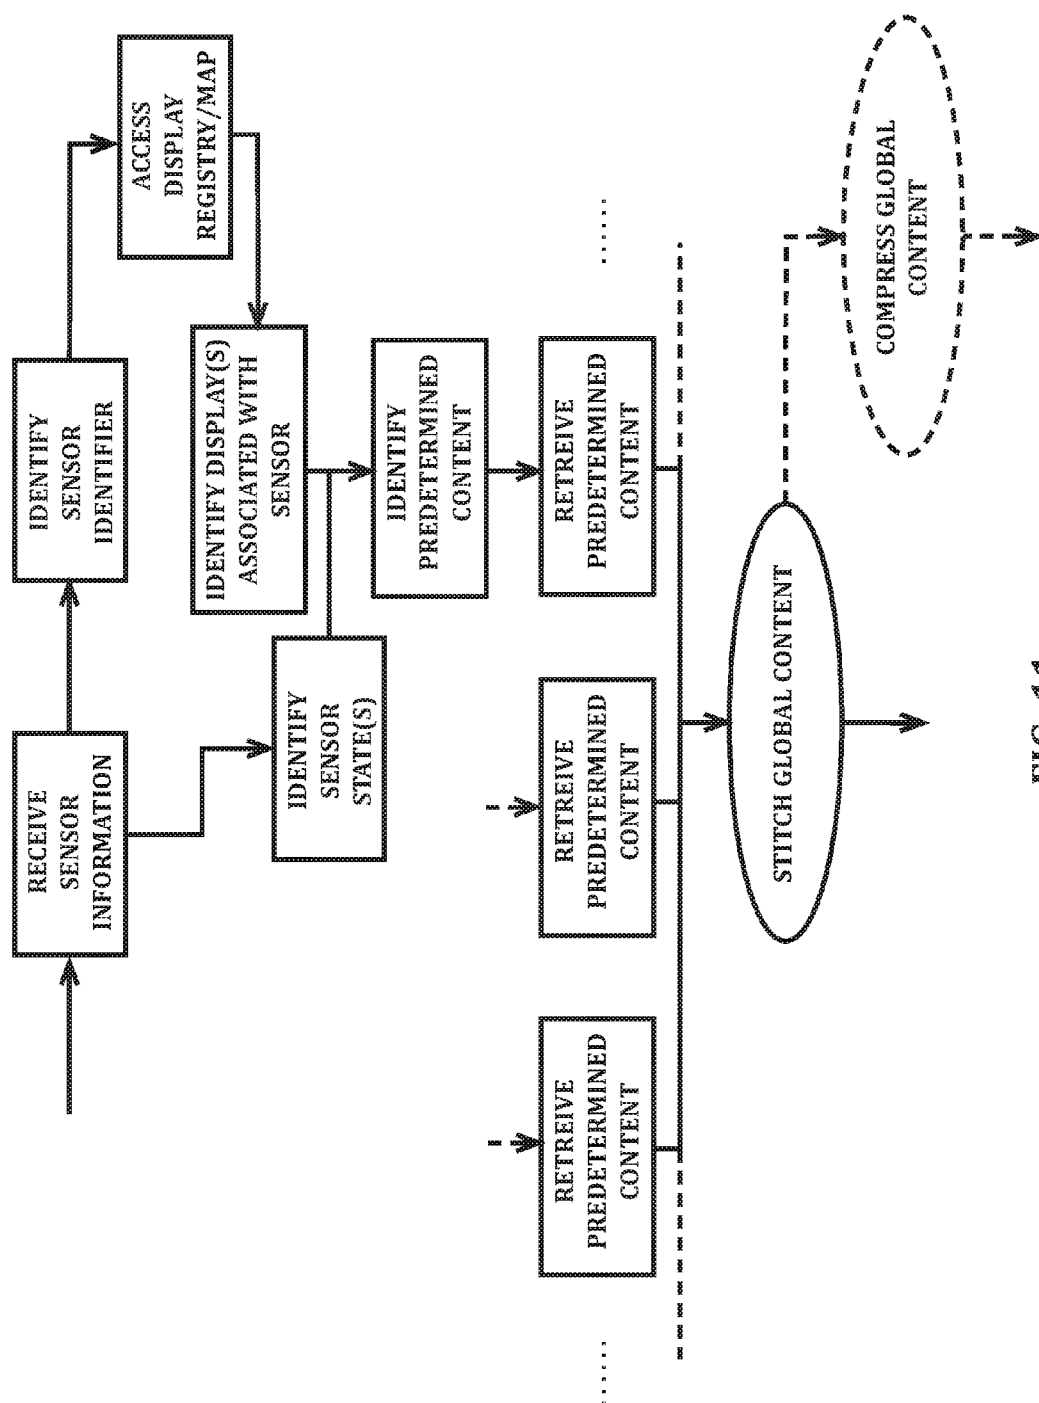 RECEIVE
SENSOR
INFORMATION
IDENTIFY
SENSOR
IDENTIFIER
ACCESS
DISPLAY
REGISTRY/MAP
IDENTIFY DISPLAY(S)
ASSOCIATED WITH
SENSOR
IDENTIFY
SENSOR
STATE(S)
IDENTIFY
PREDETERMINED
CONTENT
RETREIVE
PREDETERMINED
CONTENT
RETREIVE
PREDETERMINED
CONTENT
RETREIVE
PREDETERMINED
CONTENT
STITCH GLOBAL CONTENT
COMPRESS GLOBAL
CONTENT